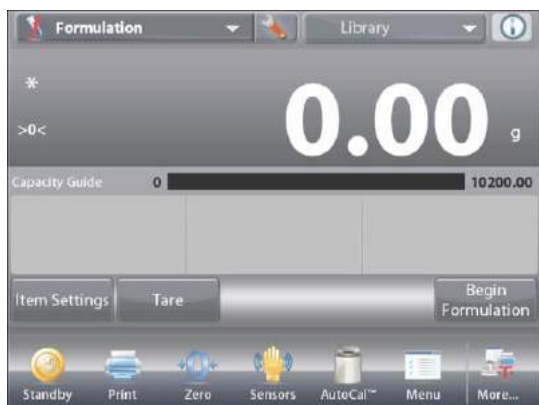 Formulation
Library
*
>0<
0.00 g
Capacity Guide 0 10200.00
Item Settings
Tare
Begin
Formulation
Standby
Print
Zero
Sensors
AutoCal™
Menu
More...